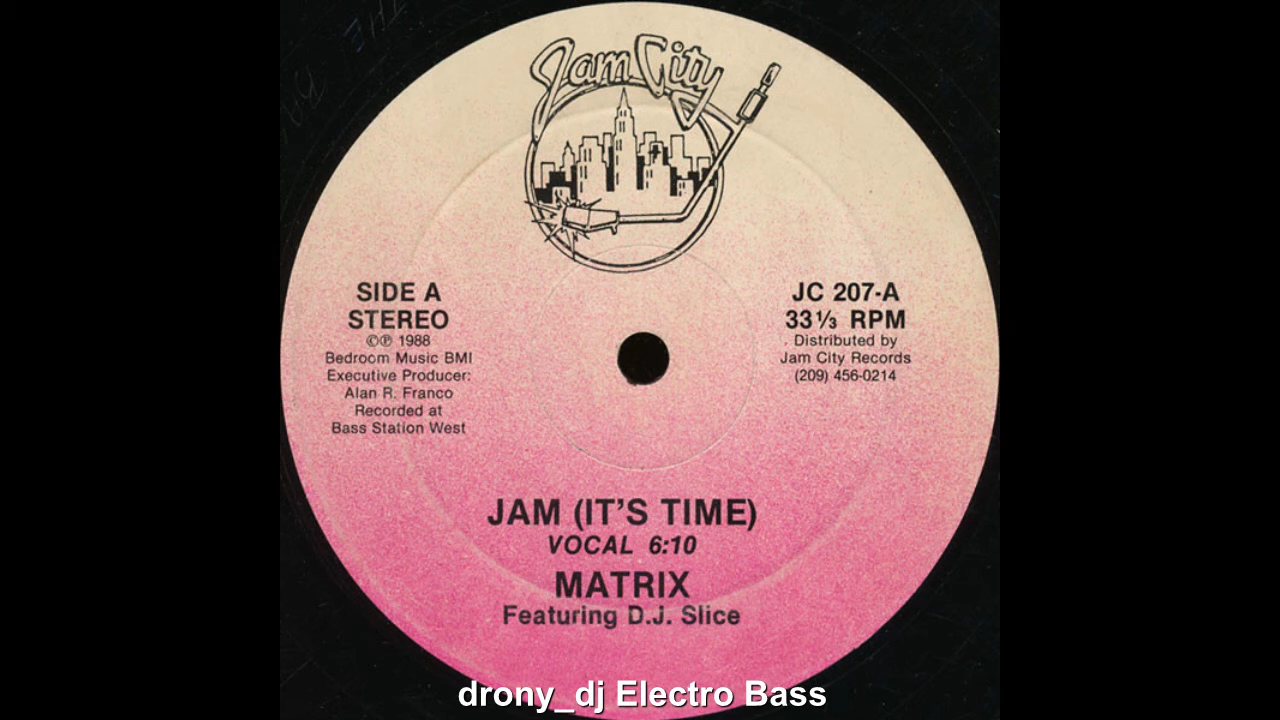 Jam City
SIDE A
STEREO
©℗ 1988
Bedroom Music BMI
Executive Producer:
Alan R. Franco
Recorded at
Bass Station West
JC 207-A
33⅓ RPM
Distributed by
Jam City Records
(209) 456-0214
JAM (IT'S TIME)
VOCAL 6:10
MATRIX
Featuring D.J. Slice
drony_dj Electro Bass